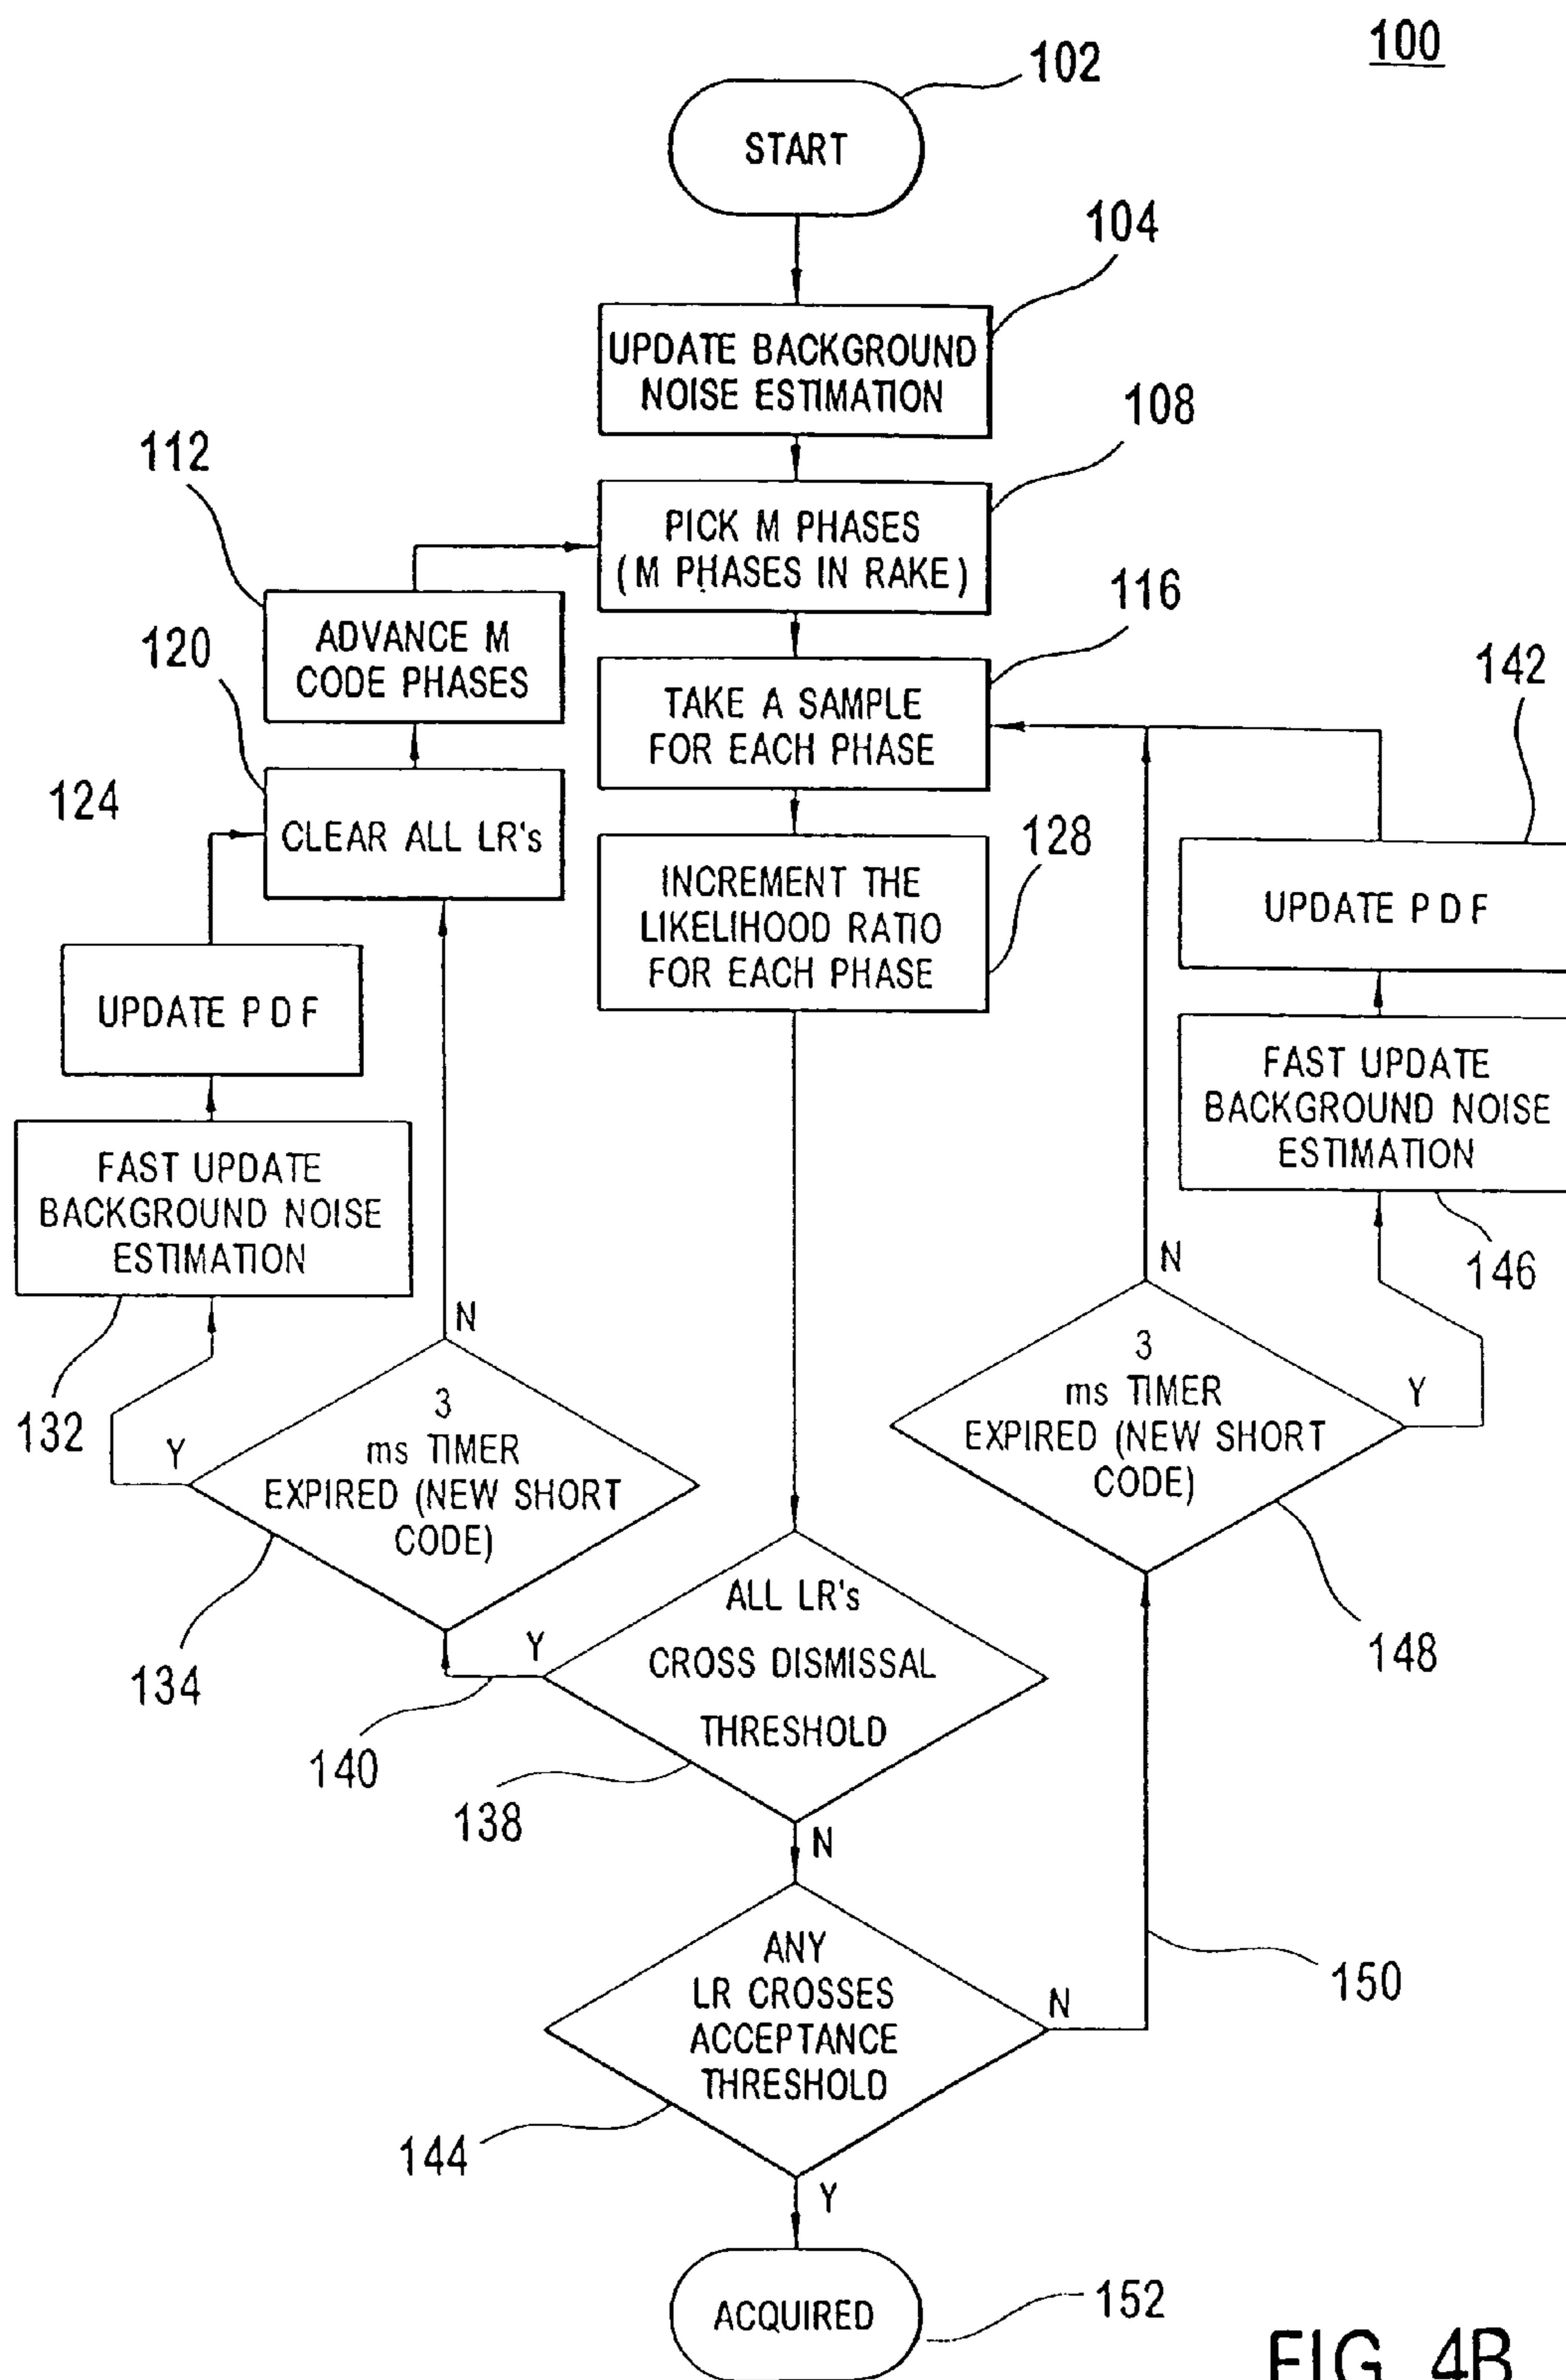 100
102
START
104
UPDATE BACKGROUND
NOISE ESTIMATION
108
112
PICK M PHASES
(M PHASES IN RAKE)
116
ADVANCE M
CODE PHASES
120
TAKE A SAMPLE
FOR EACH PHASE
142
124
CLEAR ALL LR's
128
INCREMENT THE
LIKELIHOOD RATIO
FOR EACH PHASE
UPDATE PDF
UPDATE PDF
FAST UPDATE
BACKGROUND NOISE
ESTIMATION
146
FAST UPDATE
BACKGROUND NOISE
ESTIMATION
132
N
N
3
ms TIMER
EXPIRED (NEW SHORT
CODE)
Y
148
3
ms TIMER
EXPIRED (NEW SHORT
CODE)
Y
134
ALL LR's
CROSS DISMISSAL
THRESHOLD
Y
140
138
N
ANY
LR CROSSES
ACCEPTANCE
THRESHOLD
N
150
144
Y
ACQUIRED
152
FIG. 4B